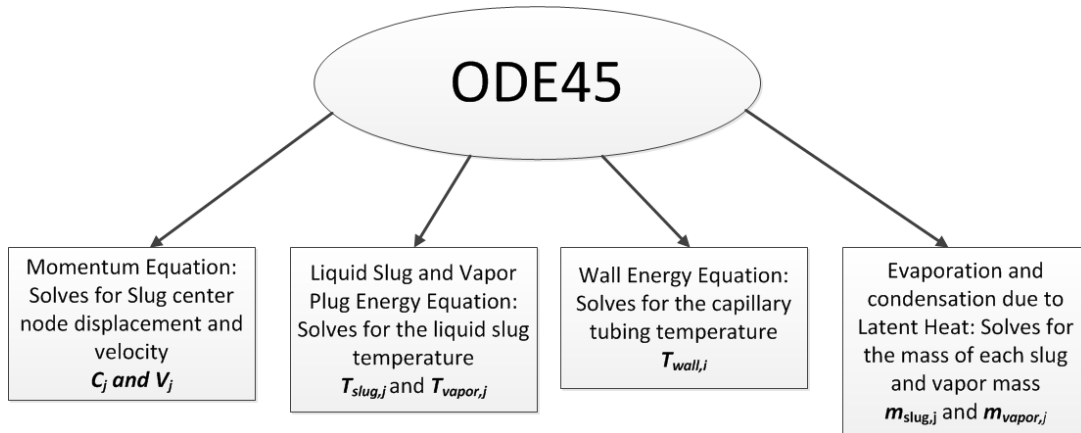 ODE45
Momentum Equation:
Solves for Slug center
node displacement and
velocity
Cj and Vj
Liquid Slug and Vapor
Plug Energy Equation:
Solves for the liquid slug
temperature
Tslug,j and Tvapor,j
Wall Energy Equation:
Solves for the capillary
tubing temperature
Twall,i
Evaporation and
condensation due to
Latent Heat: Solves for
the mass of each slug
and vapor mass
mslug,j and mvapor,j